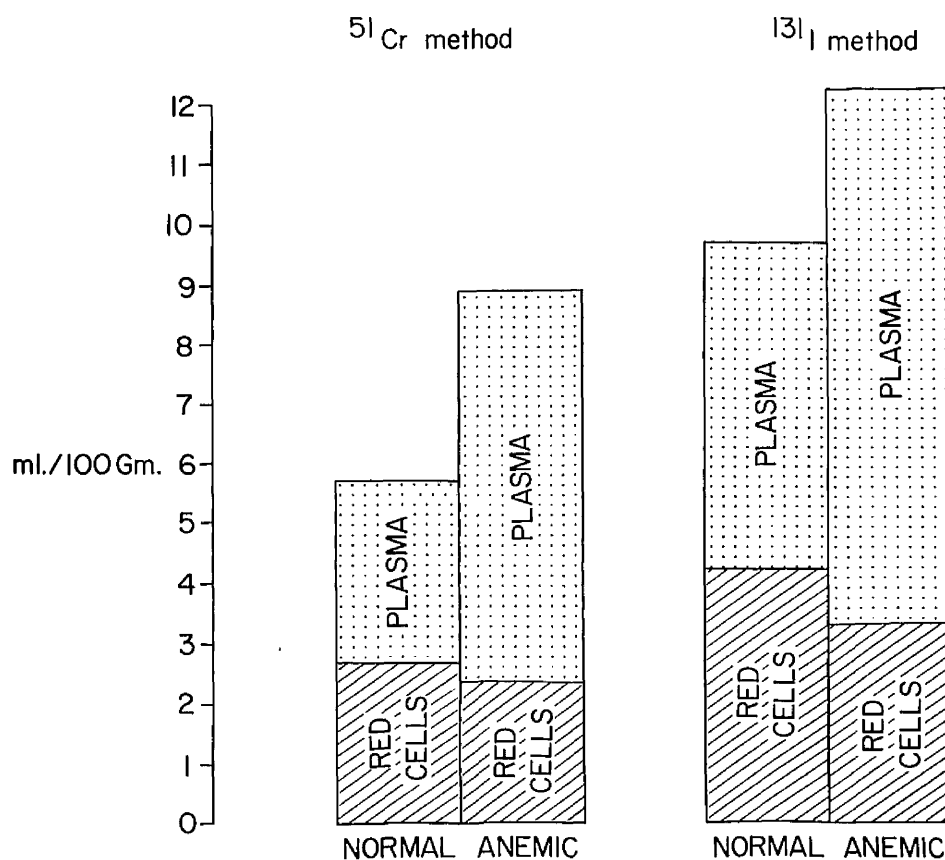 ⁵¹Cr method
¹³¹I method
12
11
10
9
8
7
6
5
4
3
2
1
0
ml./100 Gm.
PLASMA
RED
CELLS
PLASMA
RED
CELLS
PLASMA
RED
CELLS
PLASMA
RED
CELLS
NORMAL ANEMIC
NORMAL ANEMIC